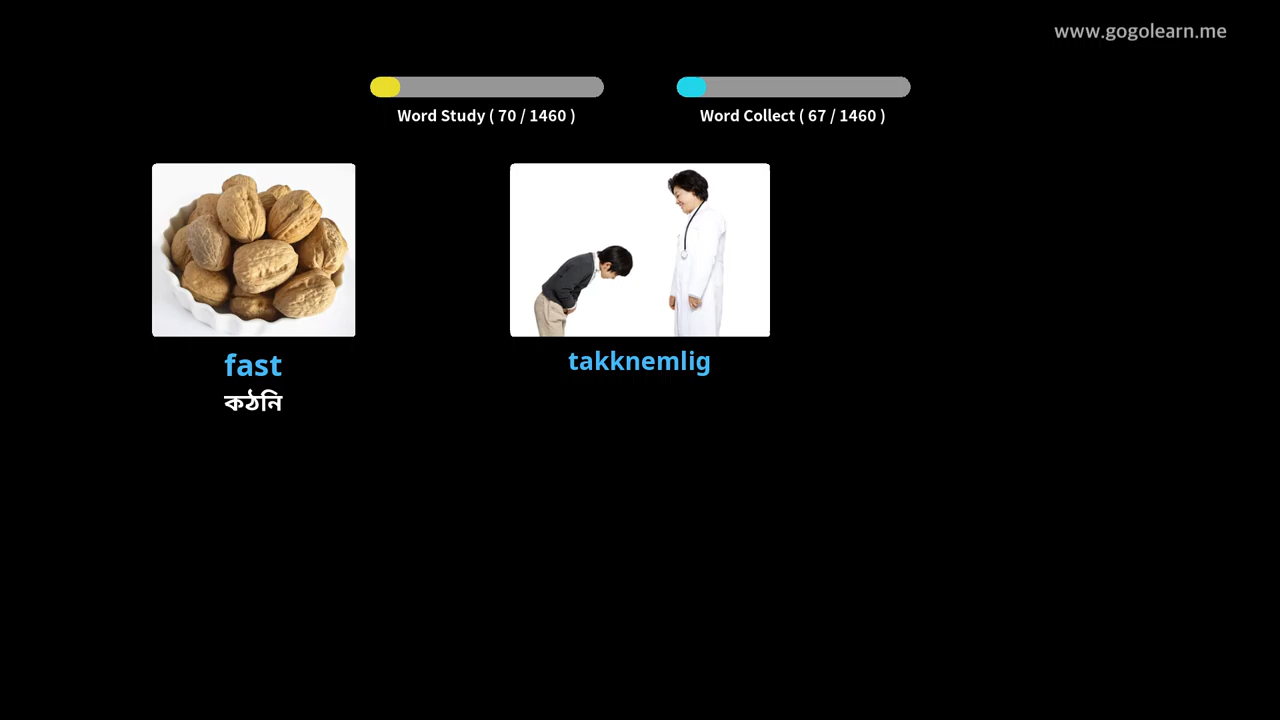 www.gogolearn.me
Word Study ( 70 / 1460 )
Word Collect ( 67 / 1460 )
fast
কঠিন
takknemlig